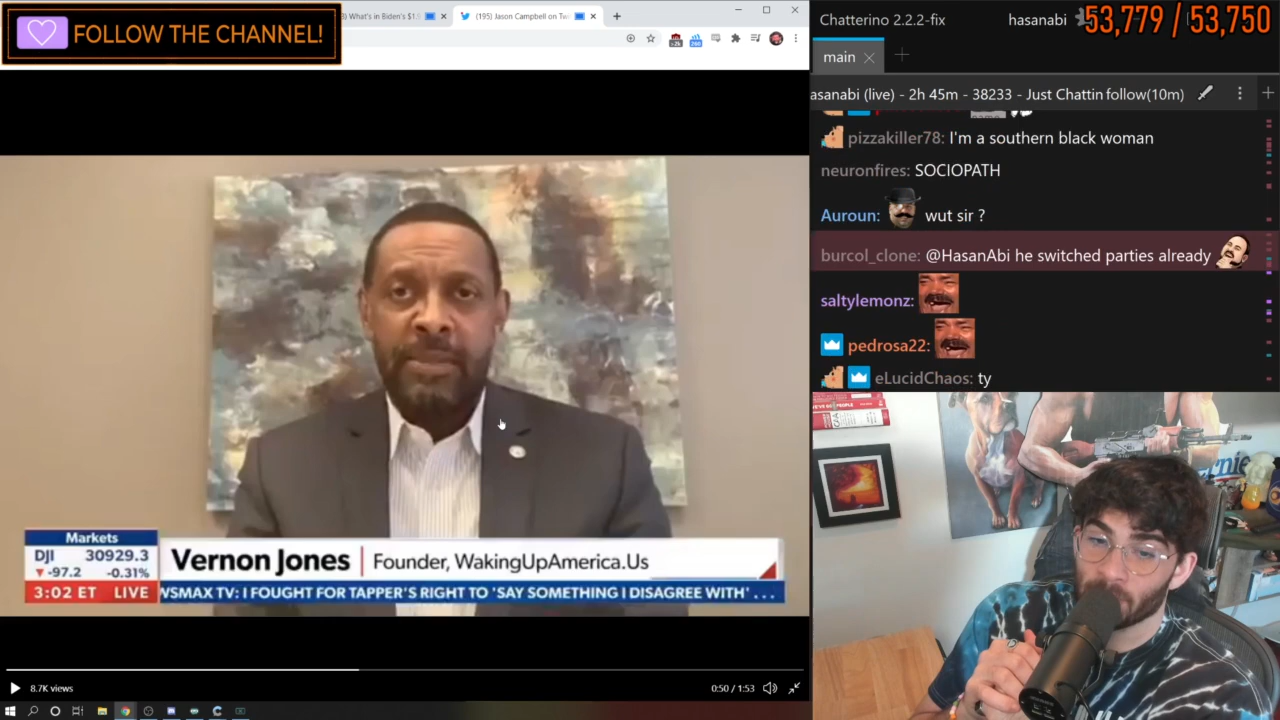 FOLLOW THE CHANNEL!
What's in Biden's $1.
(195) Jason Campbell on Tw
Chatterino 2.2.2-fix
hasanabi
53,779 / 53,750
main
asanabi (live) - 2h 45m - 38233 - Just Chattin
follow(10m)
pizzakiller78: I'm a southern black woman
neuronfires: SOCIOPATH
Auroun: wut sir ?
burcol_clone: @HasanAbi he switched parties already
saltylemonz:
pedrosa22:
eLucidChaos: ty
Markets
DJI 30929.3
▼ -97.2 -0.31%
3:02 ET LIVE
Vernon Jones | Founder, WakingUpAmerica.Us
WSMAX TV: I FOUGHT FOR TAPPER'S RIGHT TO 'SAY SOMETHING I DISAGREE WITH' . . .
8.7K views
0:50 / 1:53